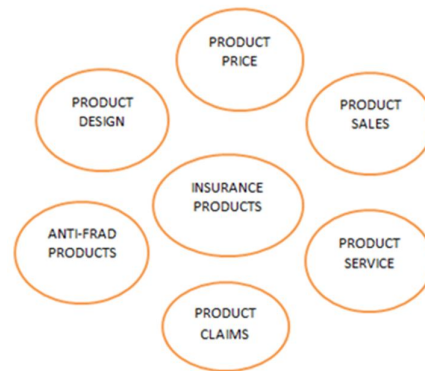 PRODUCT
PRICE
PRODUCT
DESIGN
PRODUCT
SALES
INSURANCE
PRODUCTS
ANTI-FRAD
PRODUCTS
PRODUCT
SERVICE
PRODUCT
CLAIMS